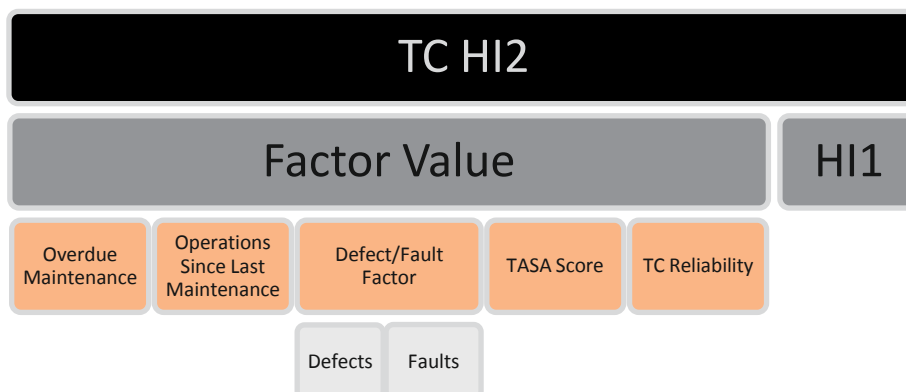 TC HI2
Factor Value
HI1
Overdue
Maintenance
Operations
Since Last
Maintenance
Defect/Fault
Factor
TASA Score
TC Reliability
Defects
Faults